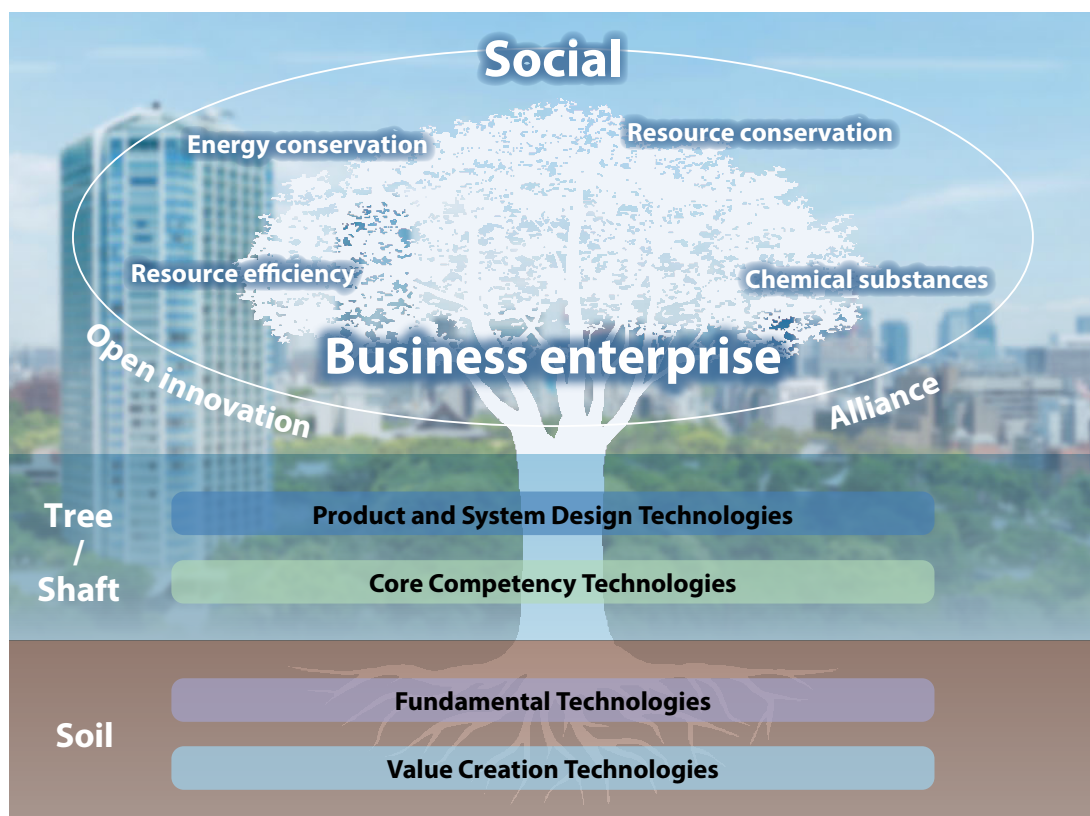 Social
Energy conservation
Resource conservation
Resource efficiency
Chemical substances
Business enterprise
Open innovation
Alliance
Tree
/
Shaft
Product and System Design Technologies
Core Competency Technologies
Soil
Fundamental Technologies
Value Creation Technologies